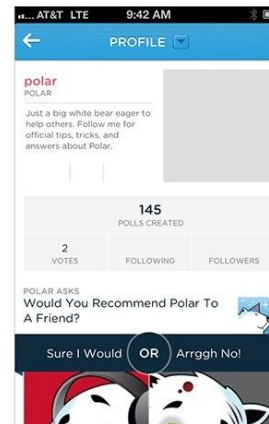 AT&T LTE 9:42 AM
PROFILE
polar
POLAR
Just a big white bear eager to
help others. Follow me for
official tips, tricks, and
answers about Polar.
145
POLLS CREATED
2
VOTES FOLLOWING FOLLOWERS
POLAR ASKS
Would You Recommend Polar To
A Friend?
Sure I Would OR Arrggh No!